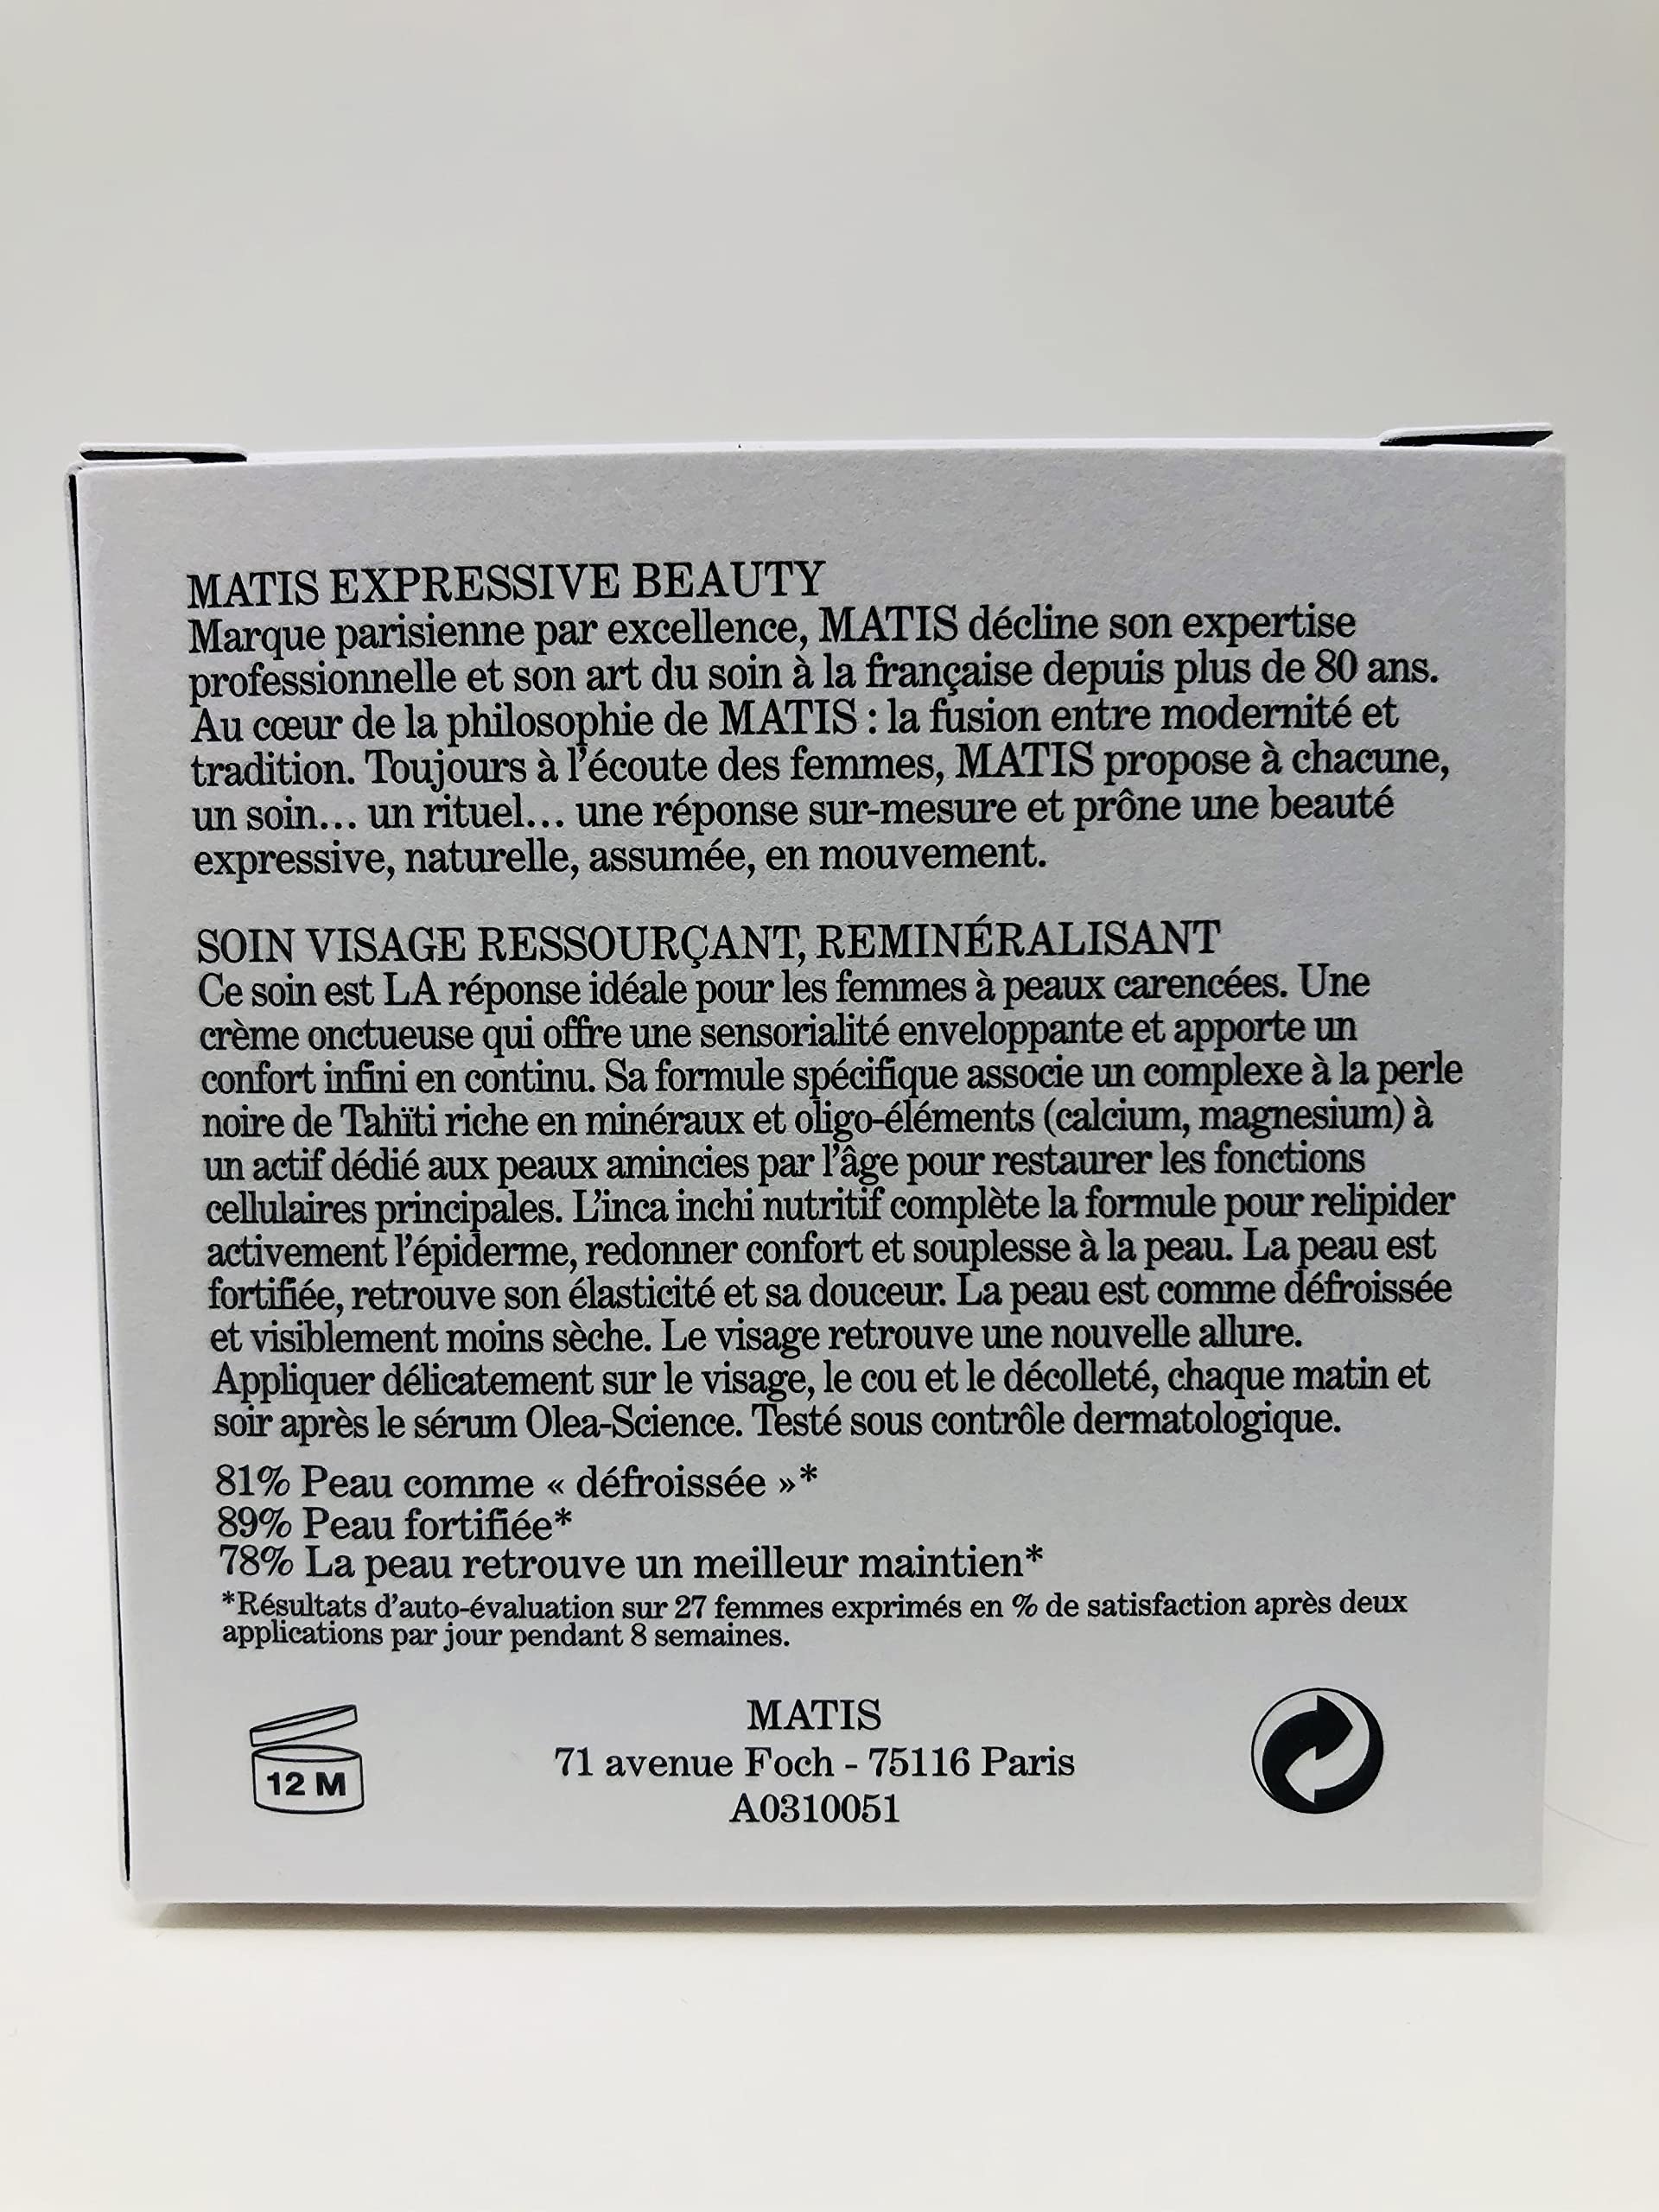 MATIS EXPRESSIVE BEAUTY
Marque parisienne par excellence, MATIS décline son expertise
professionnelle et son art du soin à la française depuis plus de 80 ans.
Au cœur de la philosophie de MATIS : la fusion entre modernité et
tradition. Toujours à l'écoute des femmes, MATIS propose à chacune,
un soin... un rituel... une réponse sur-mesure et prône une beauté
expressive, naturelle, assumée, en mouvement.
SOIN VISAGE RESSOURÇANT, REMINÉRALISANT
Ce soin est LA réponse idéale pour les femmes à peaux carencées. Une
crème onctueuse qui offre une sensorialité enveloppante et apporte un
confort infini en continu. Sa formule spécifique associe un complexe à la perle
noire de Tahïti riche en minéraux et oligo-éléments (calcium, magnesium) à
un actif dédié aux peaux amincies par l'âge pour restaurer les fonctions
cellulaires principales. L'inca inchi nutritif complète la formule pour relipider
activement l'épiderme, redonner confort et souplesse à la peau. La peau est
fortifiée, retrouve son élasticité et sa douceur. La peau est comme défroissée
et visiblement moins sèche. Le visage retrouve une nouvelle allure.
Appliquer délicatement sur le visage, le cou et le décolleté, chaque matin et
soir après le sérum Olea-Science. Testé sous contrôle dermatologique.
81% Peau comme « défroissée »*
89% Peau fortifiée*
78% La peau retrouve un meilleur maintien*
*Résultats d'auto-évaluation sur 27 femmes exprimés en % de satisfaction après deux
applications par jour pendant 8 semaines.
12 M
MATIS
71 avenue Foch - 75116 Paris
A0310051